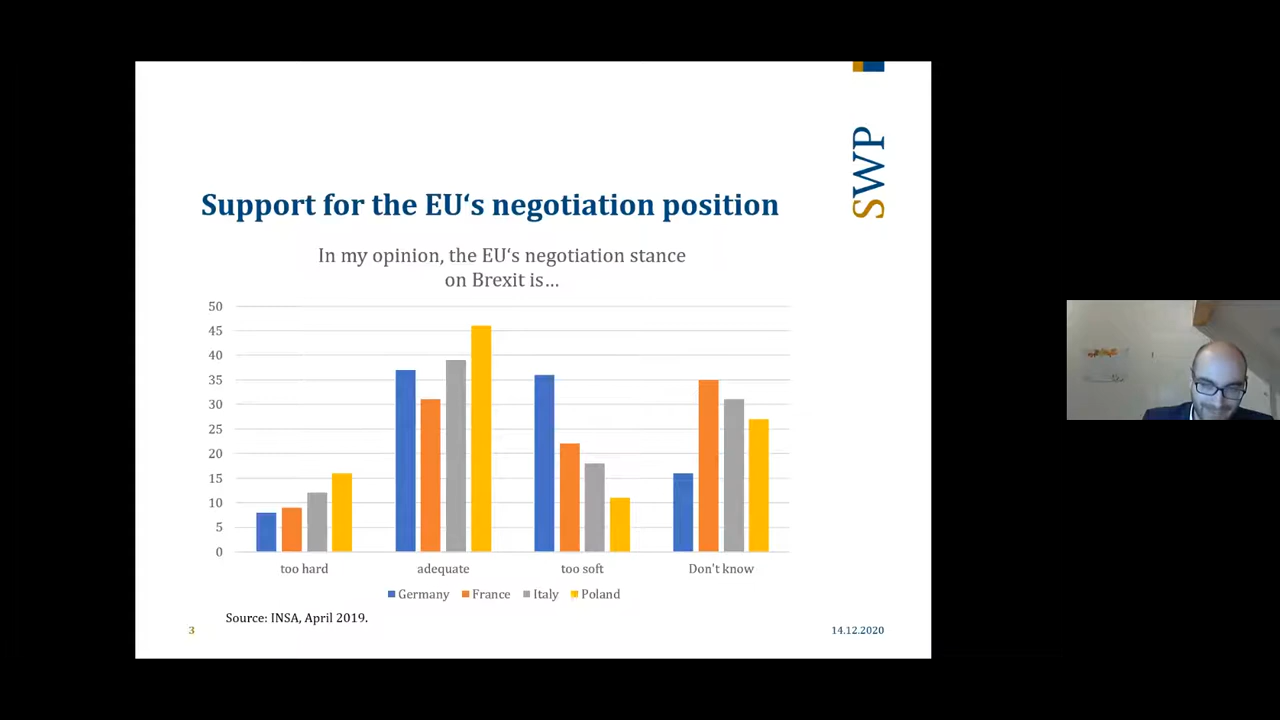 SWP
Support for the EU‘s negotiation position
In my opinion, the EU‘s negotiation stance
on Brexit is…
50
45
40
35
30
25
20
15
10
5
0
too hard adequate too soft Don't know
Germany France Italy Poland
Source: INSA, April 2019.
3 14.12.2020